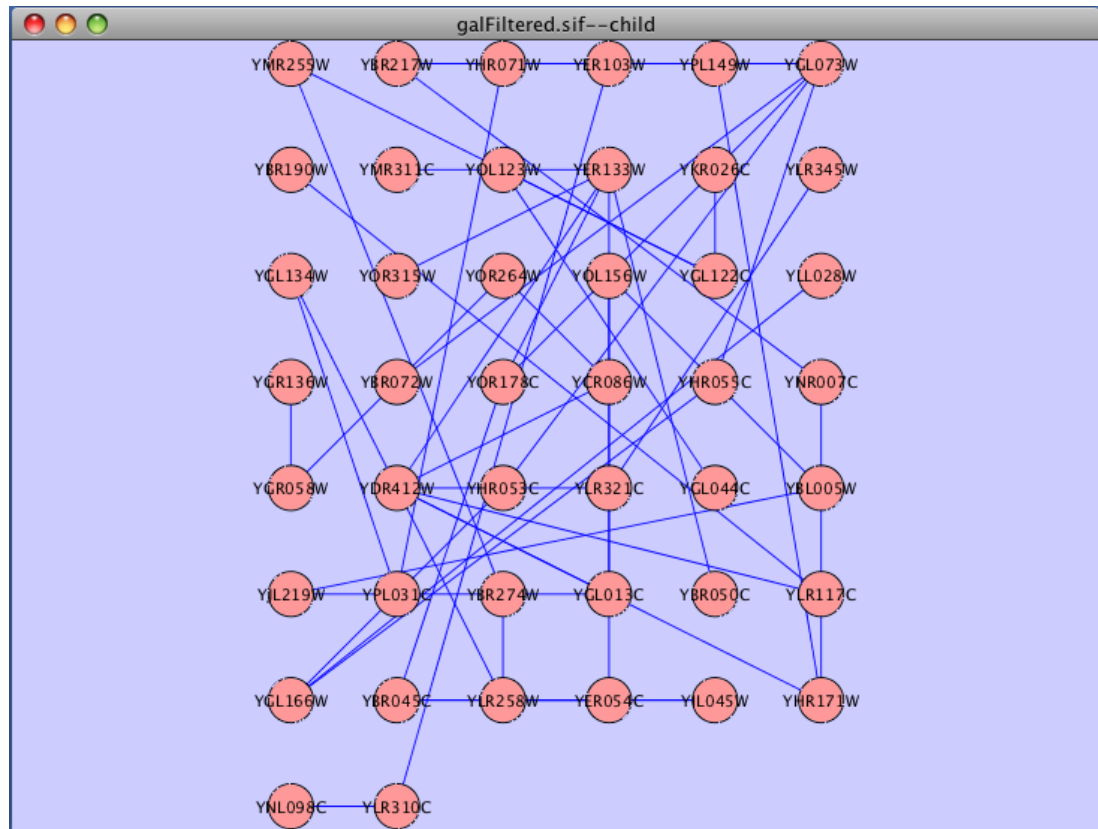 galFiltered.sif--child
YMR255W YBR217W YHR071W YER103W YPL149W YGL073W
YBR190W YMR311C YOL123W YER133W YKR026C YLR345W
YGL134W YOR315W YOR264W YOL156W YGL122C YLL028W
YGR136W YBR072W YOR178C YCR086W YHR055C YNR007C
YGR058W YDR412W YHR053C YLR321C YGL044C YBL005W
YJL219W YPL031C YBR274W YGL013C YBR050C YLR117C
YGL166W YBR045C YLR258W YER054C YIL045W YHR171W
YNL098C YLR310C